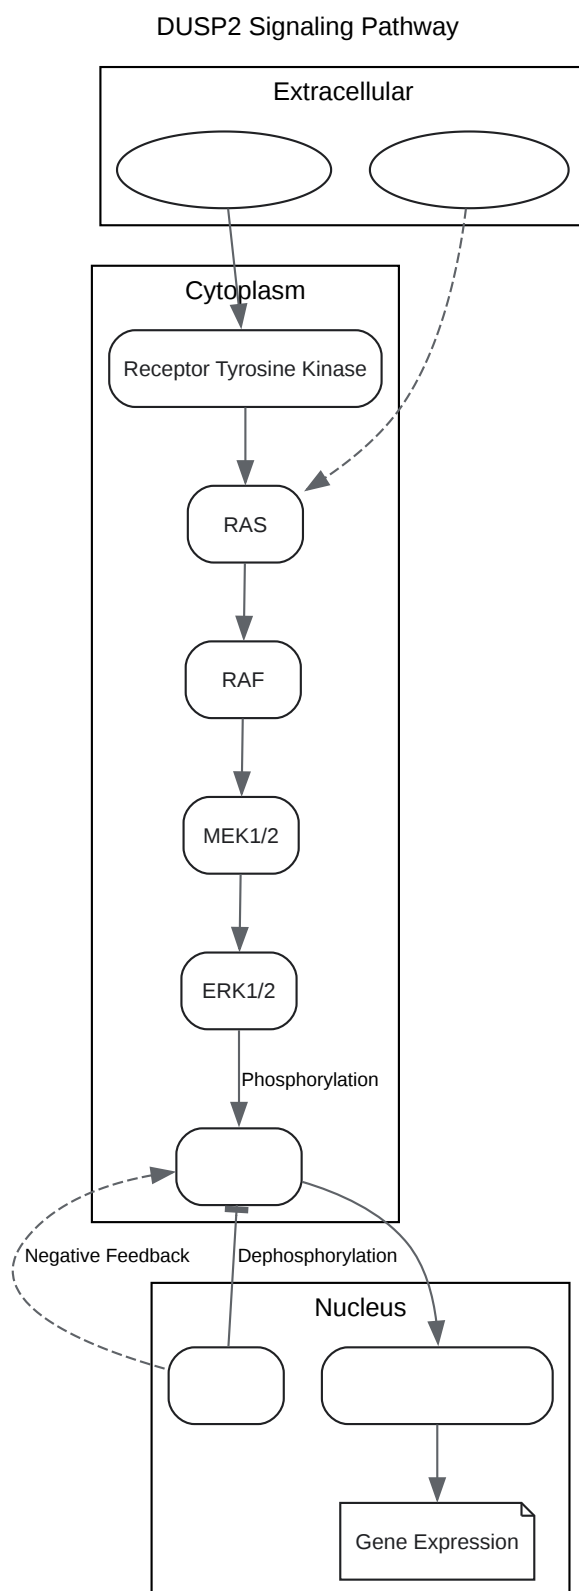 DUSP2 Signaling Pathway
Extracellular
Cytoplasm
Receptor Tyrosine Kinase
RAS
RAF
MEK1/2
ERK1/2
Phosphorylation
Negative Feedback
Dephosphorylation
Nucleus
Gene Expression